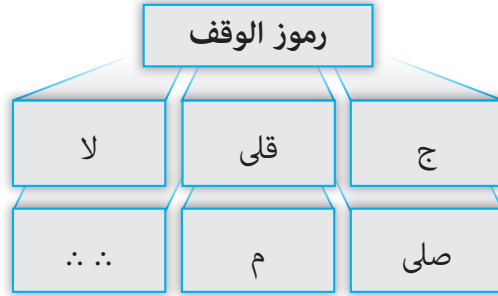 رموز الوقف
ج قلى لا
صلى م ∴ ∴